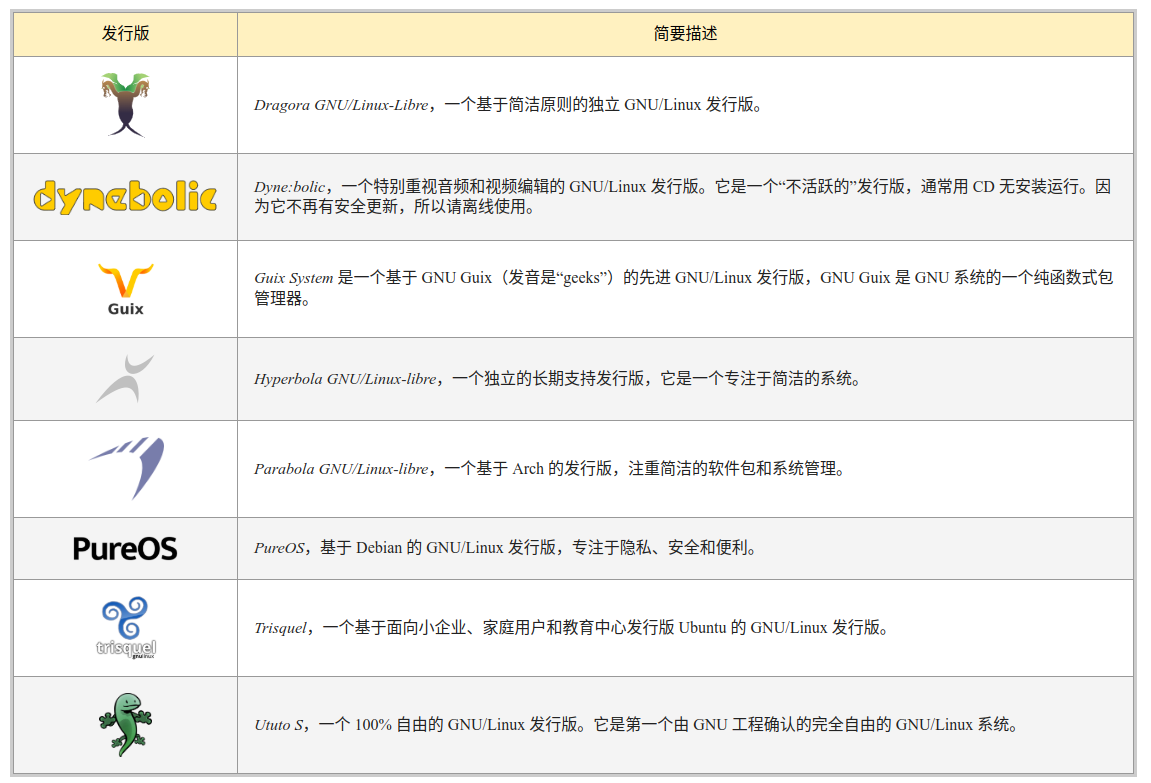 发行版 简要描述
Dragora GNU/Linux-Libre，一个基于简洁原则的独立 GNU/Linux 发行版。
dynebolic
Dyne:bolic，一个特别重视音频和视频编辑的 GNU/Linux 发行版。它是一个“不活跃的”发行版，通常用 CD 无安装运行。因
为它不再有安全更新，所以请离线使用。
Guix
Guix System 是一个基于 GNU Guix（发音是“geeks”）的先进 GNU/Linux 发行版，GNU Guix 是 GNU 系统的一个纯函数式包
管理器。
Hyperbola GNU/Linux-libre，一个独立的长期支持发行版，它是一个专注于简洁的系统。
Parabola GNU/Linux-libre，一个基于 Arch 的发行版，注重简洁的软件包和系统管理。
PureOS
PureOS，基于 Debian 的 GNU/Linux 发行版，专注于隐私、安全和便利。
trisquel
gnulinux
Trisquel，一个基于面向小企业、家庭用户和教育中心发行版 Ubuntu 的 GNU/Linux 发行版。
Ututo S，一个 100% 自由的 GNU/Linux 发行版。它是第一个由 GNU 工程确认的完全自由的 GNU/Linux 系统。